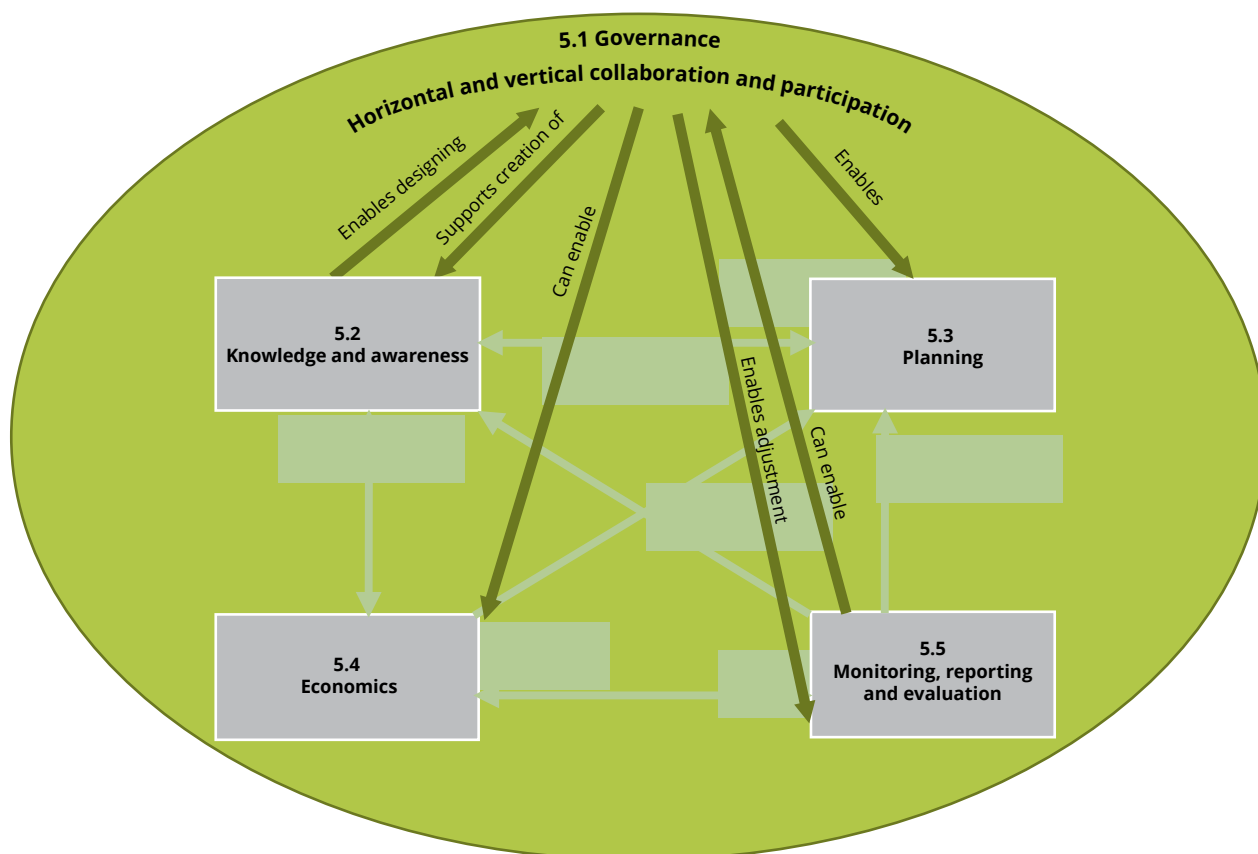 5.1 Governance
Horizontal and vertical collaboration and participation
Enables designing
Supports creation of
Can enable
Enables
5.2
Knowledge and awareness
5.3
Planning
Enables adjustment
Can enable
5.4
Economics
5.5
Monitoring, reporting
and evaluation